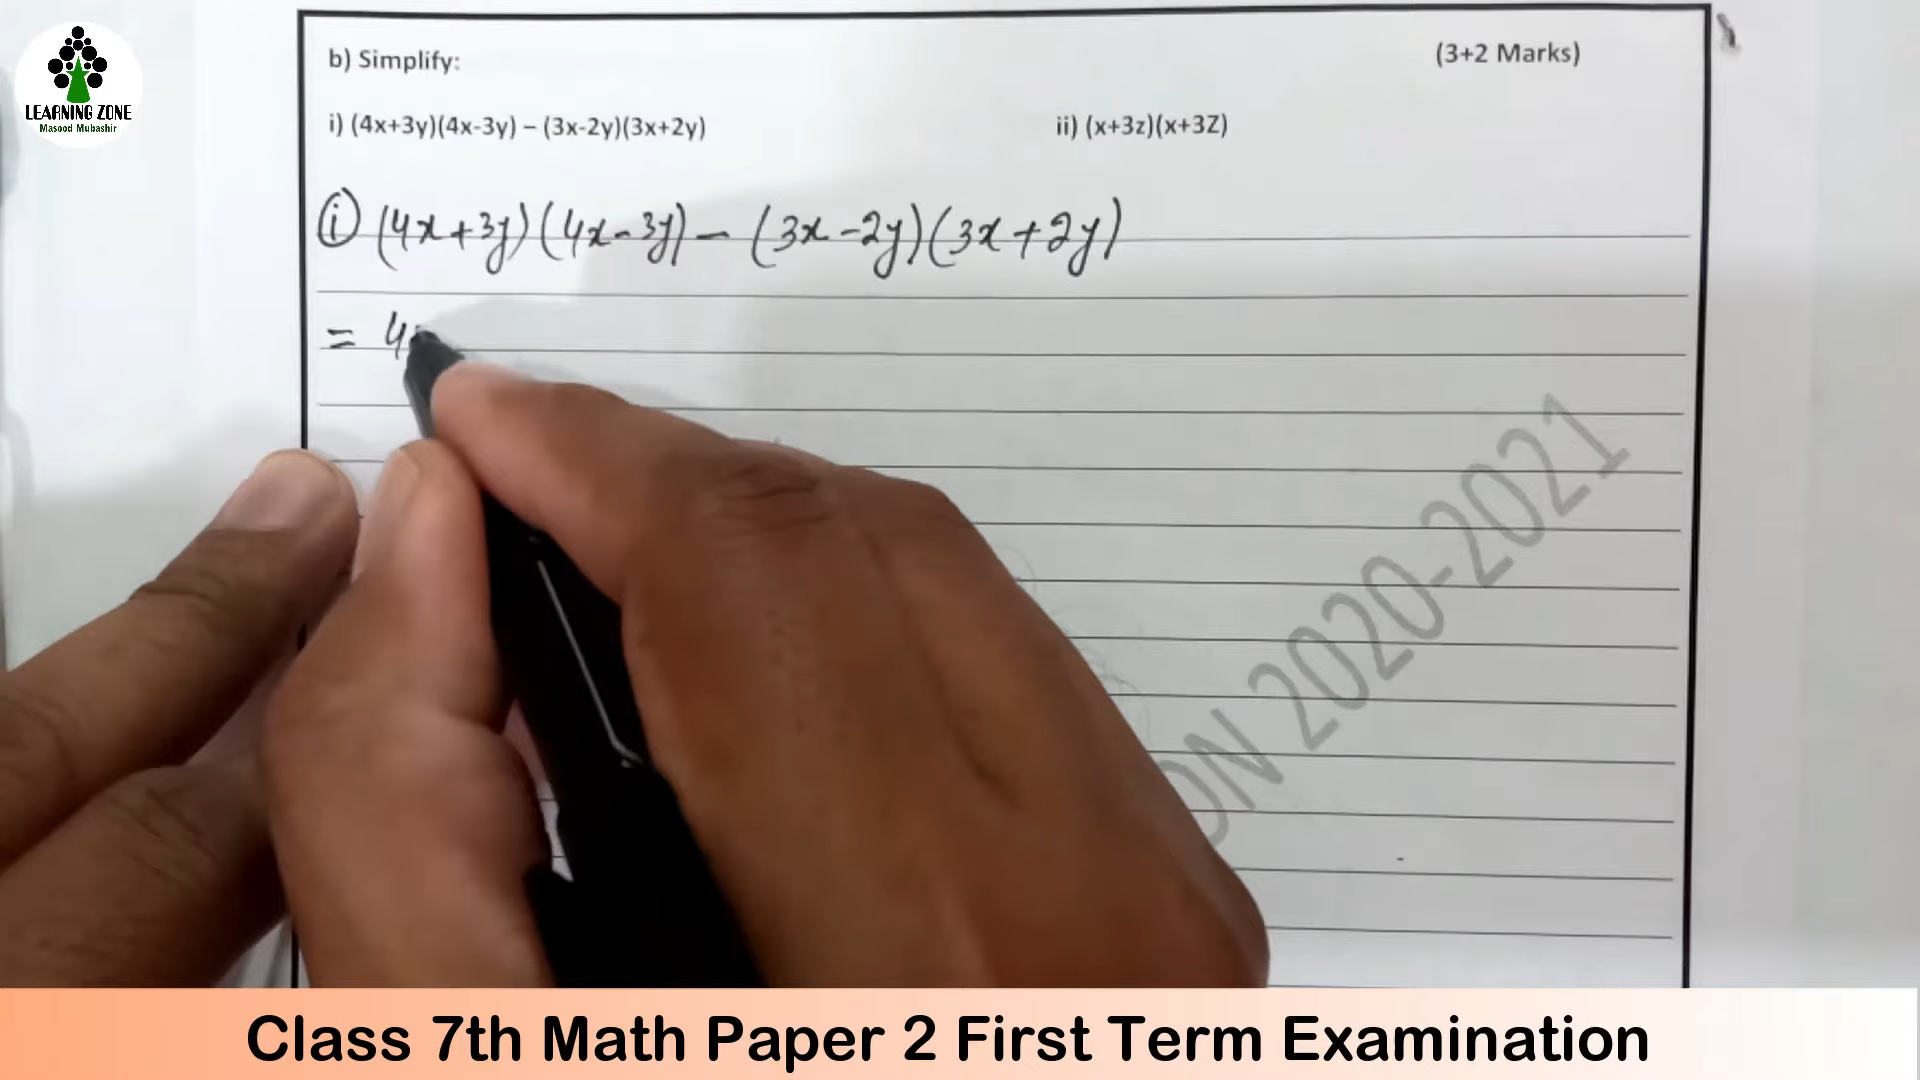 LEARNING ZONE
Masood Mubashir
b) Simplify:
(3+2 Marks)
i) (4x+3y)(4x-3y) – (3x-2y)(3x+2y)
ii) (x+3z)(x+3Z)
i (4x+3y)(4x-3y) - (3x-2y)(3x+2y)
= 4
2020-2021
Class 7th Math Paper 2 First Term Examination